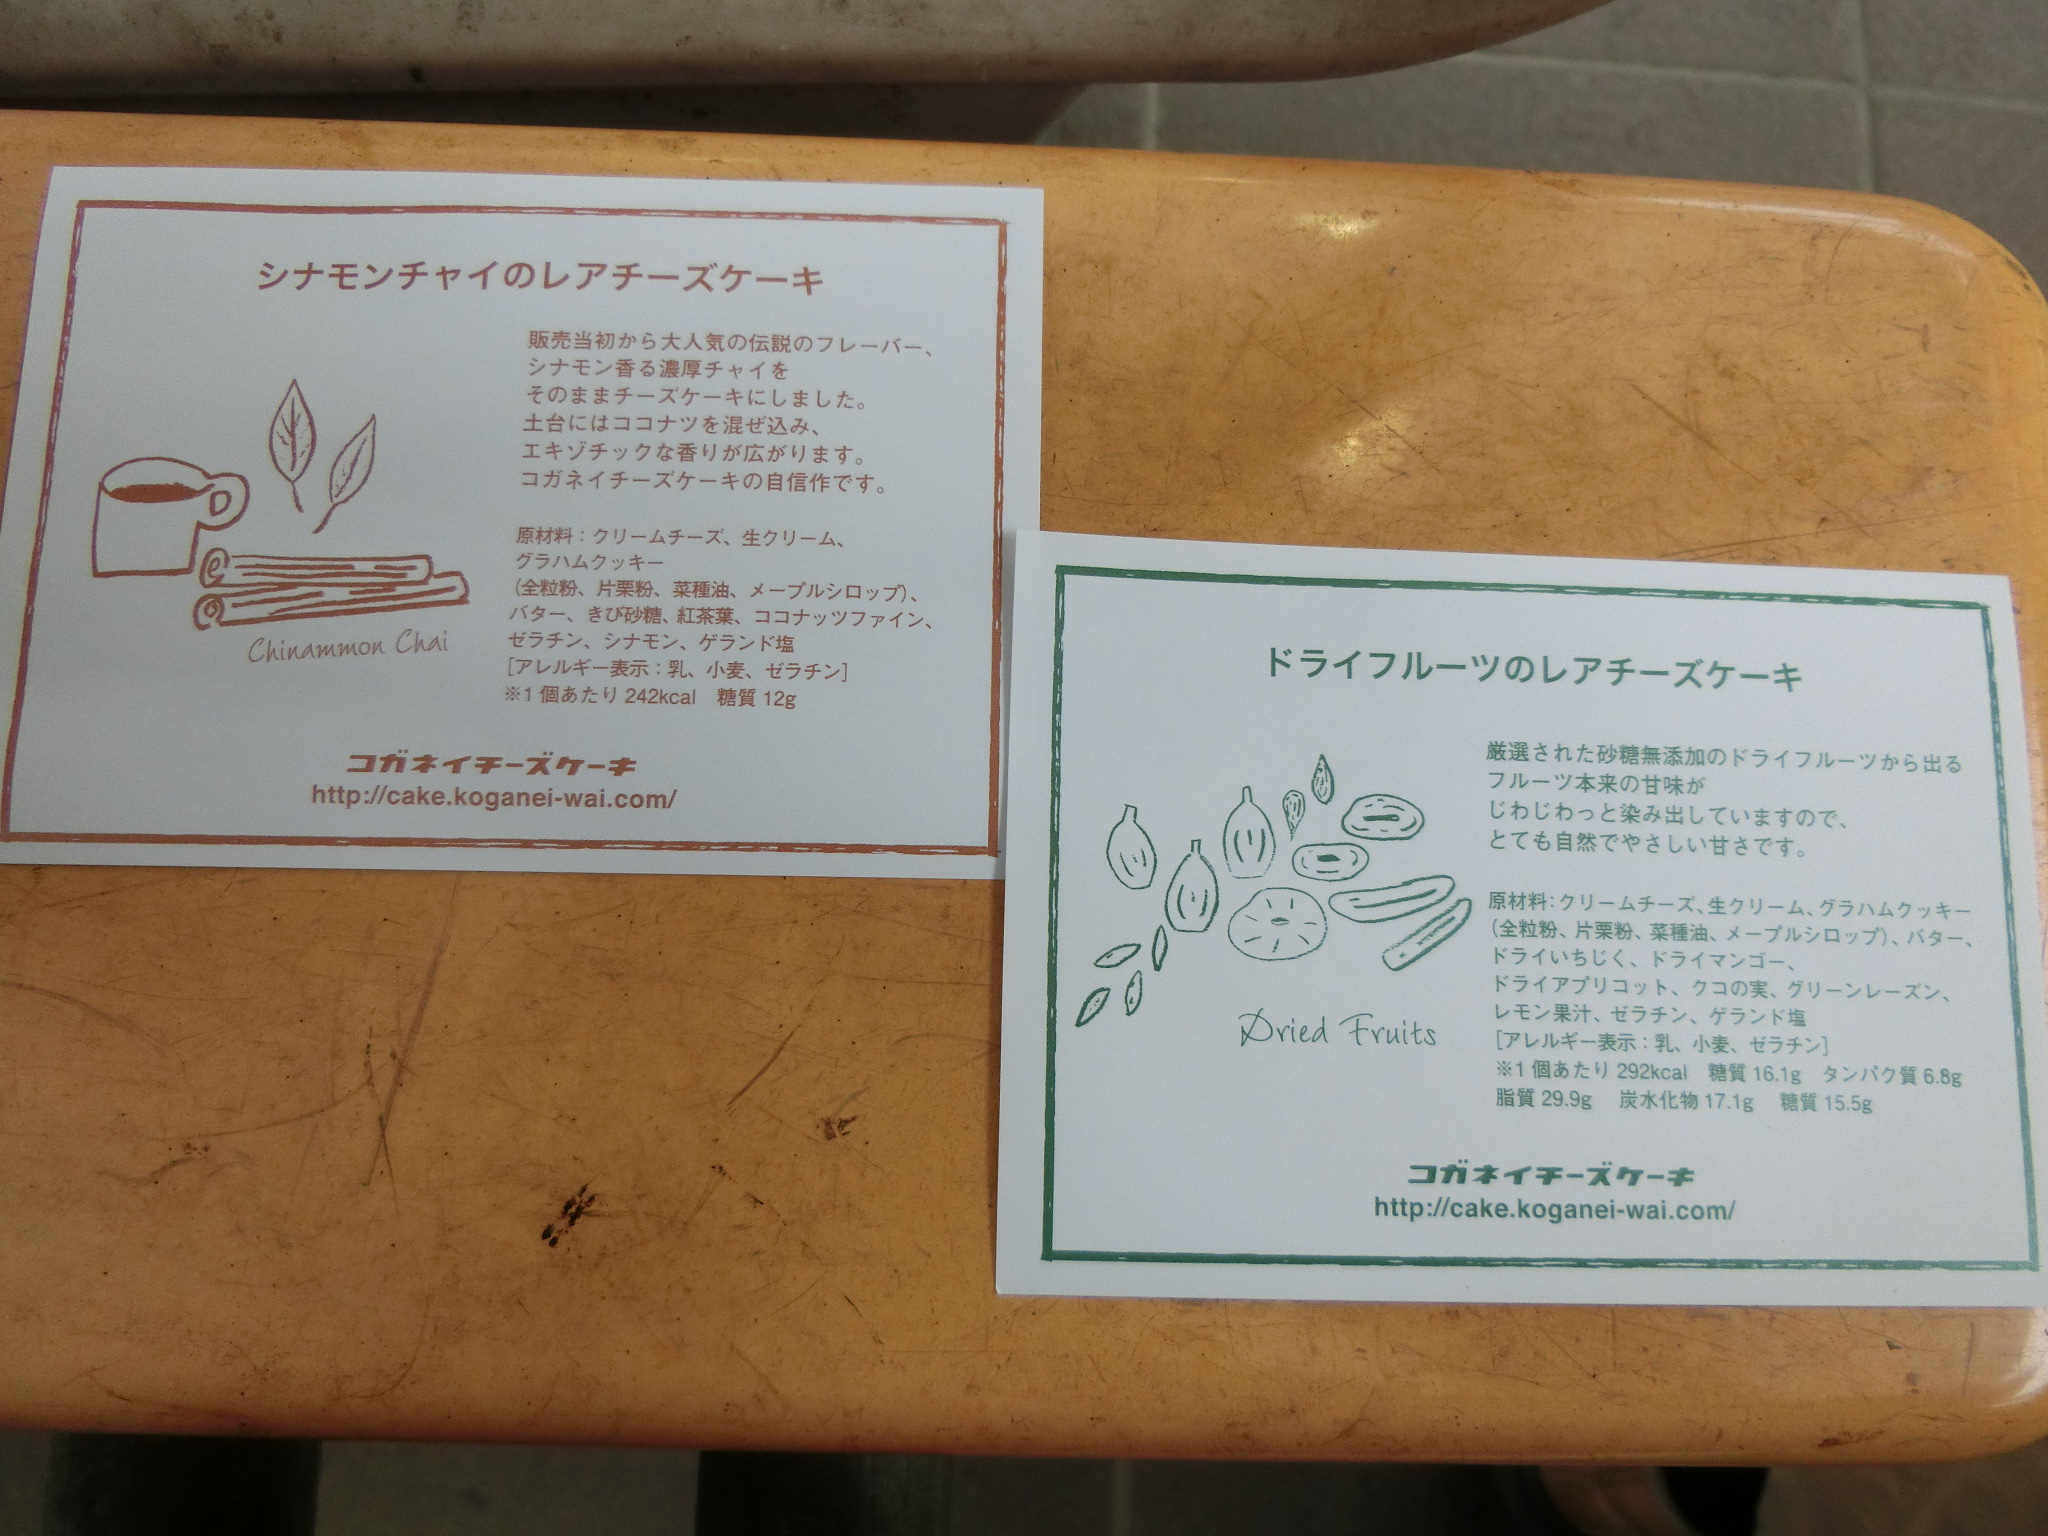 シナモンチャイのレアチーズケーキ
販売当初から大人気の伝説のフレーバー、
シナモン香る濃厚チャイを
そのままチーズケーキにしました。
土台にはココナツを混ぜ込み、
エキゾチックな香りが広がります。
コガネイチーズケーキの自信作です。
原材料：クリームチーズ、生クリーム、
グラハムクッキー
(全粒粉、片栗粉、菜種油、メープルシロップ)、
バター、きび砂糖、紅茶葉、ココナッツファイン、
ゼラチン、シナモン、ゲランド塩
[アレルギー表示：乳、小麦、ゼラチン]
※1個あたり 242kcal　糖質 12g
Chinammon Chai
コガネイチーズケーキ
http://cake.koganei-wai.com/
ドライフルーツのレアチーズケーキ
厳選された砂糖無添加のドライフルーツから出る
フルーツ本来の甘味が
じわじわっと染み出していますので、
とても自然でやさしい甘さです。
原材料：クリームチーズ、生クリーム、グラハムクッキー
(全粒粉、片栗粉、菜種油、メープルシロップ)、バター、
ドライいちじく、ドライマンゴー、
ドライアプリコット、クコの実、グリーンレーズン、
レモン果汁、ゼラチン、ゲランド塩
[アレルギー表示：乳、小麦、ゼラチン]
※1個あたり 292kcal　糖質 16.1g　タンパク質 6.8g
脂質 29.9g　炭水化物 17.1g　糖質 15.5g
Dried Fruits
コガネイチーズケーキ
http://cake.koganei-wai.com/